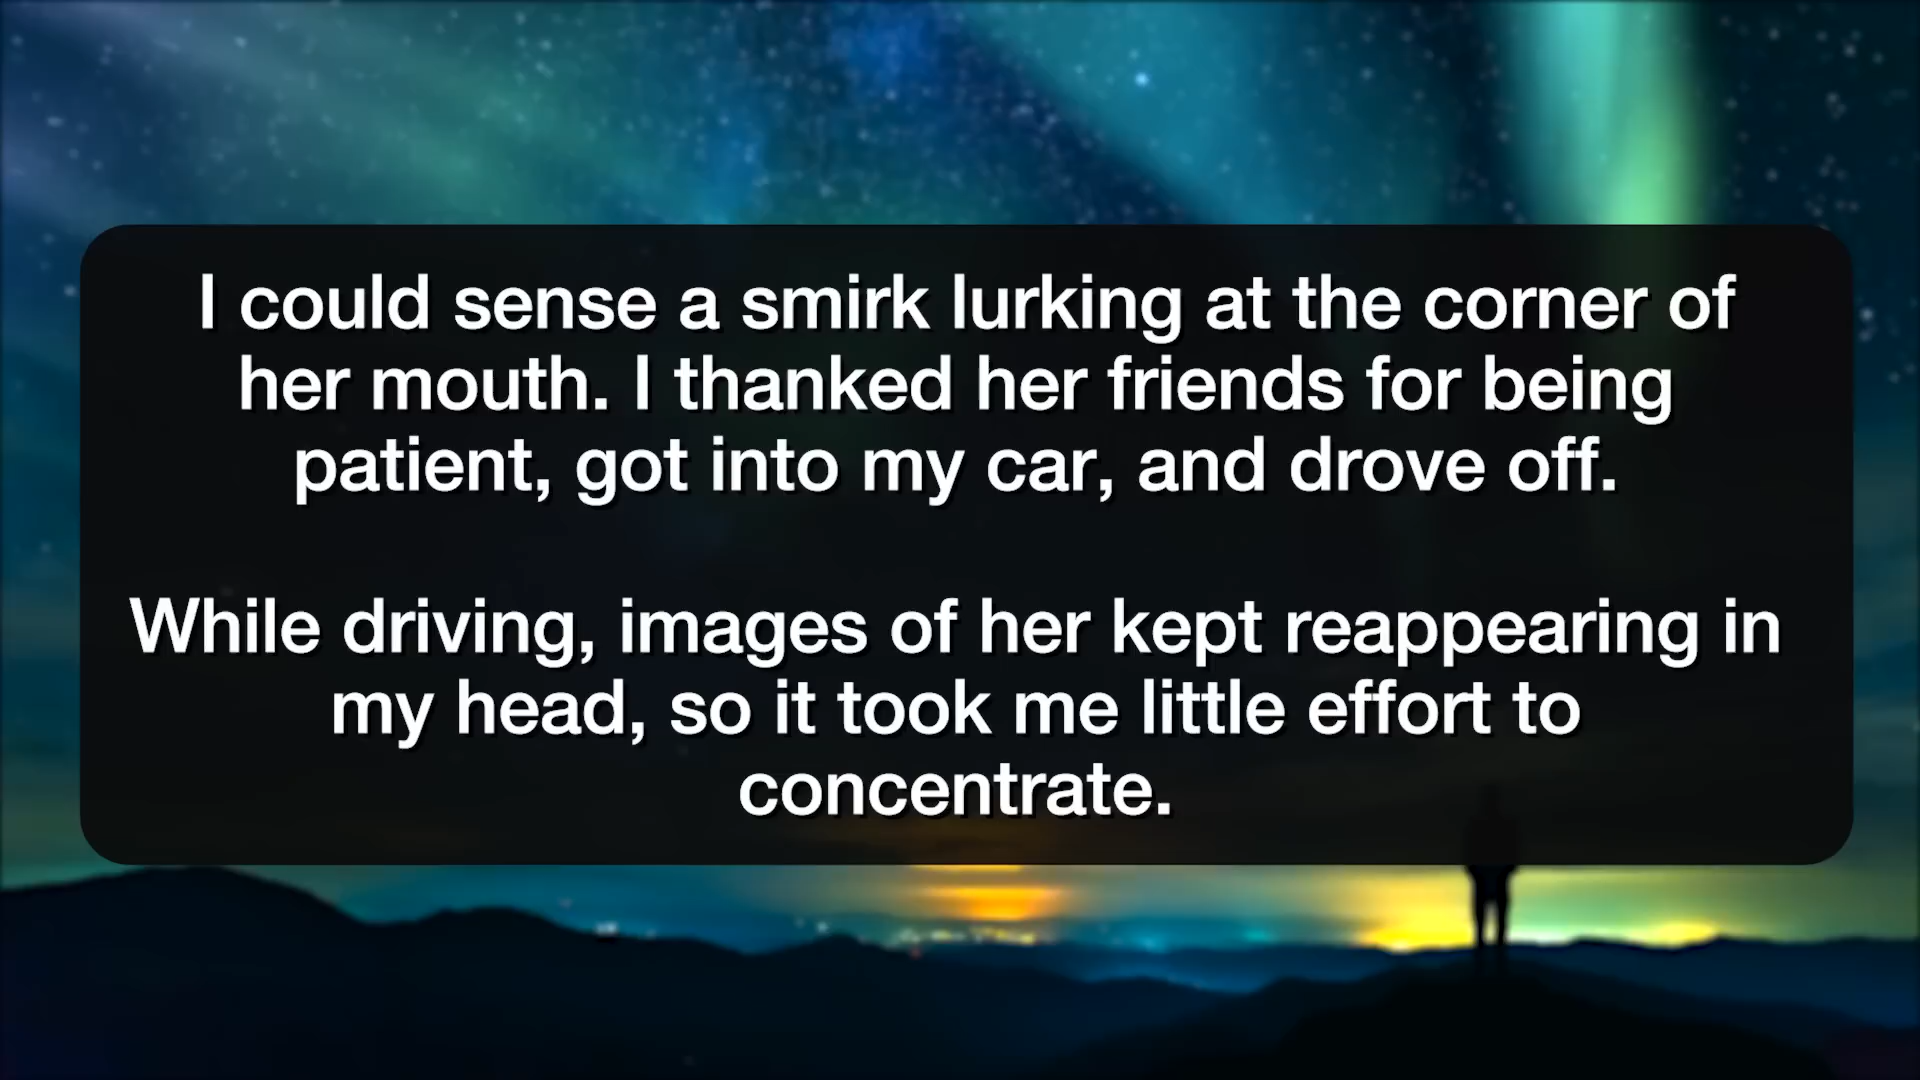 I could sense a smirk lurking at the corner of
her mouth. I thanked her friends for being
patient, got into my car, and drove off.
While driving, images of her kept reappearing in
my head, so it took me little effort to
concentrate.